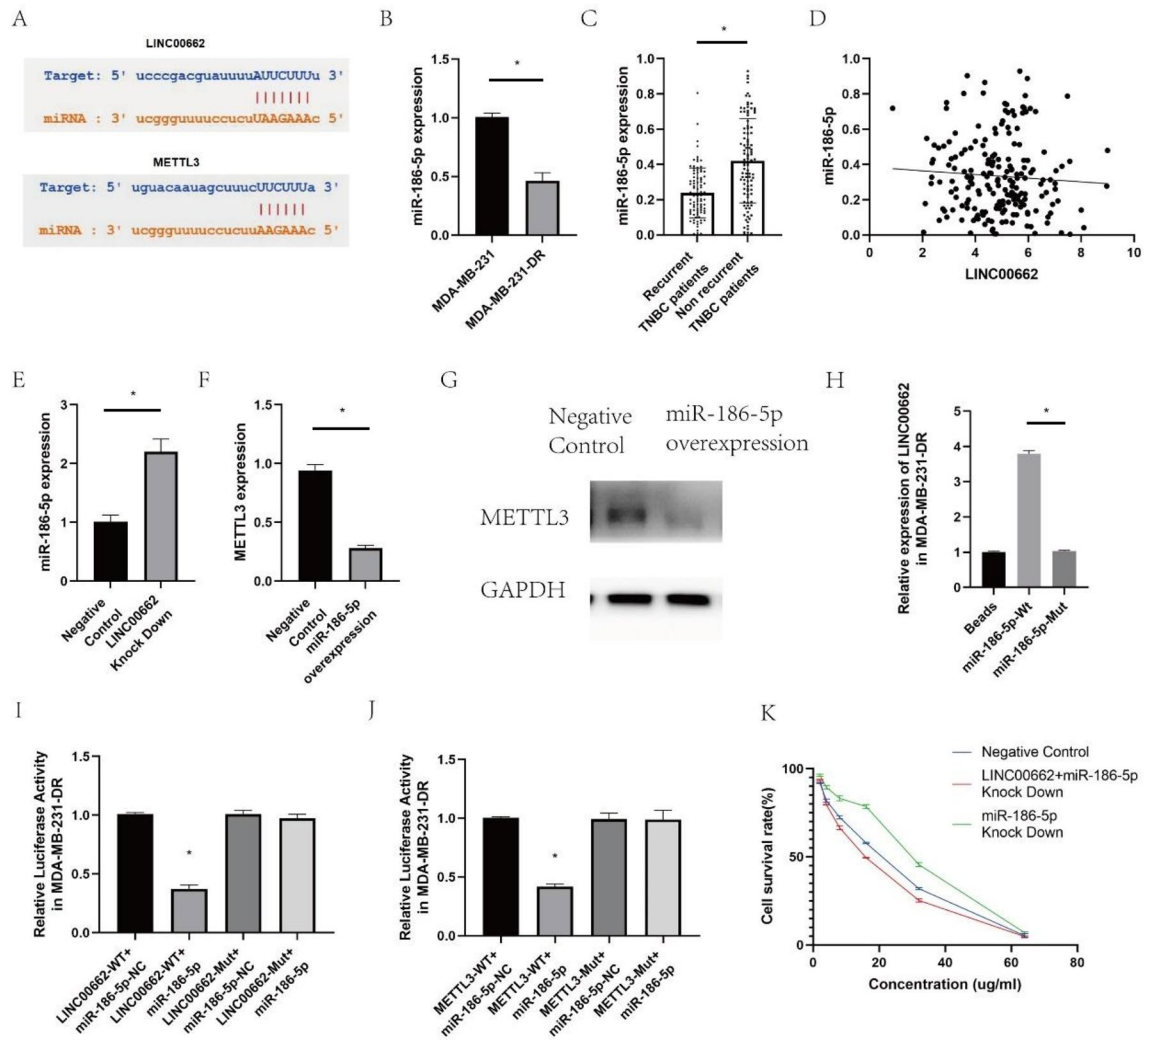 A
LINC00662
Target: 5' ucccgacguauuuuAUUCUUUu 3'
miRNA : 3' ucggguuuuccucuUAAGAAAc 5'
METTL3
Target: 5' uguacaauagcuuucUUCUUUa 3'
miRNA : 3' ucggguuuuccucuuAAGAAAc 5'
B
miR-186-5p expression
1.5
1.0
0.5
0.0
*
MDA-MB-231
MDA-MB-231-DR
C
miR-186-5p expression
1.0
0.8
0.6
0.4
0.2
0.0
*
Recurrent
TNBC patients
Non recurrent
TNBC patients
D
miR-186-5p
1.0
0.8
0.6
0.4
0.2
0.0
0 2 4 6 8 10
LINC00662
E
miR-186-5p expression
3
2
1
0
*
Negative
Control
LINC00662
Knock Down
F
METTL3 expression
1.5
1.0
0.5
0.0
*
Negative
Control
miR-186-5p
overexpression
G
Negative
Control
miR-186-5p
overexpression
METTL3
GAPDH
H
Relative expression of LINC00662
in MDA-MB-231-DR
5
4
3
2
1
0
*
Beads
miR-186-5p-Wt
miR-186-5p-Mut
I
Relative Luciferase Activity
in MDA-MB-231-DR
1.5
1.0
0.5
0.0
*
LINC00662-WT+
miR-186-5p-NC
LINC00662-WT+
miR-186-5p
LINC00662-Mut+
miR-186-5p-NC
LINC00662-Mut+
miR-186-5p
J
Relative Luciferase Activity
in MDA-MB-231-DR
1.5
1.0
0.5
0.0
*
METTL3-WT+
miR-186-5p-NC
METTL3-WT+
miR-186-5p
METTL3-Mut+
miR-186-5p-NC
METTL3-Mut+
miR-186-5p
K
Cell survival rate(%)
100
50
0
0 20 40 60 80
Concentration (ug/ml)
Negative Control
LINC00662+miR-186-5p
Knock Down
miR-186-5p
Knock Down